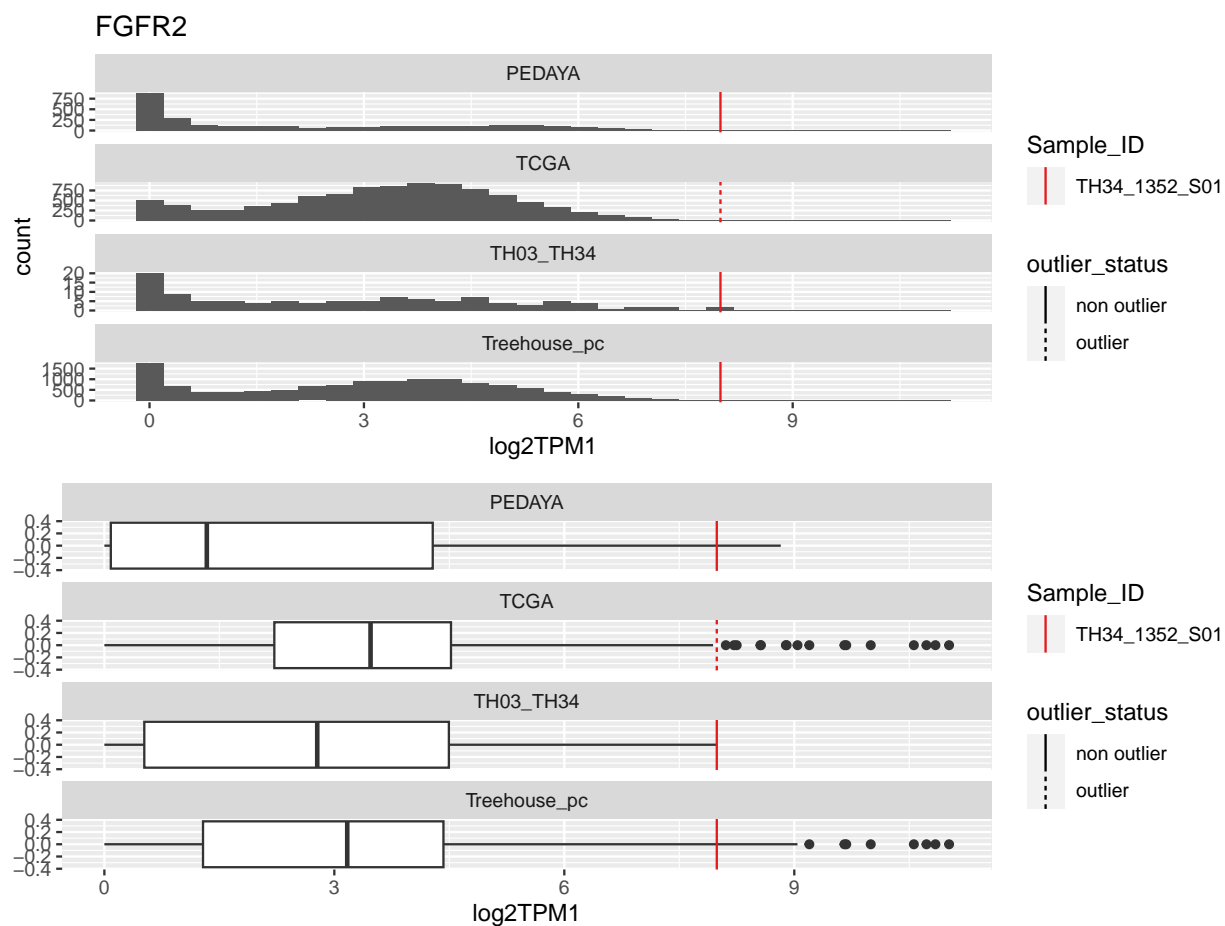 FGFR2
PEDAYA
750
500
250
0
TCGA
750
500
250
0
TH03_TH34
20
15
10
5
0
Treehouse_pc
1500
1000
500
0
0 3 6 9
log2TPM1
count
Sample_ID
TH34_1352_S01
outlier_status
non outlier
outlier
PEDAYA
0.4
0.2
0.0
−0.2
−0.4
TCGA
0.4
0.2
0.0
−0.2
−0.4
TH03_TH34
0.4
0.2
0.0
−0.2
−0.4
Treehouse_pc
0.4
0.2
0.0
−0.2
−0.4
0 3 6 9
log2TPM1
Sample_ID
TH34_1352_S01
outlier_status
non outlier
outlier